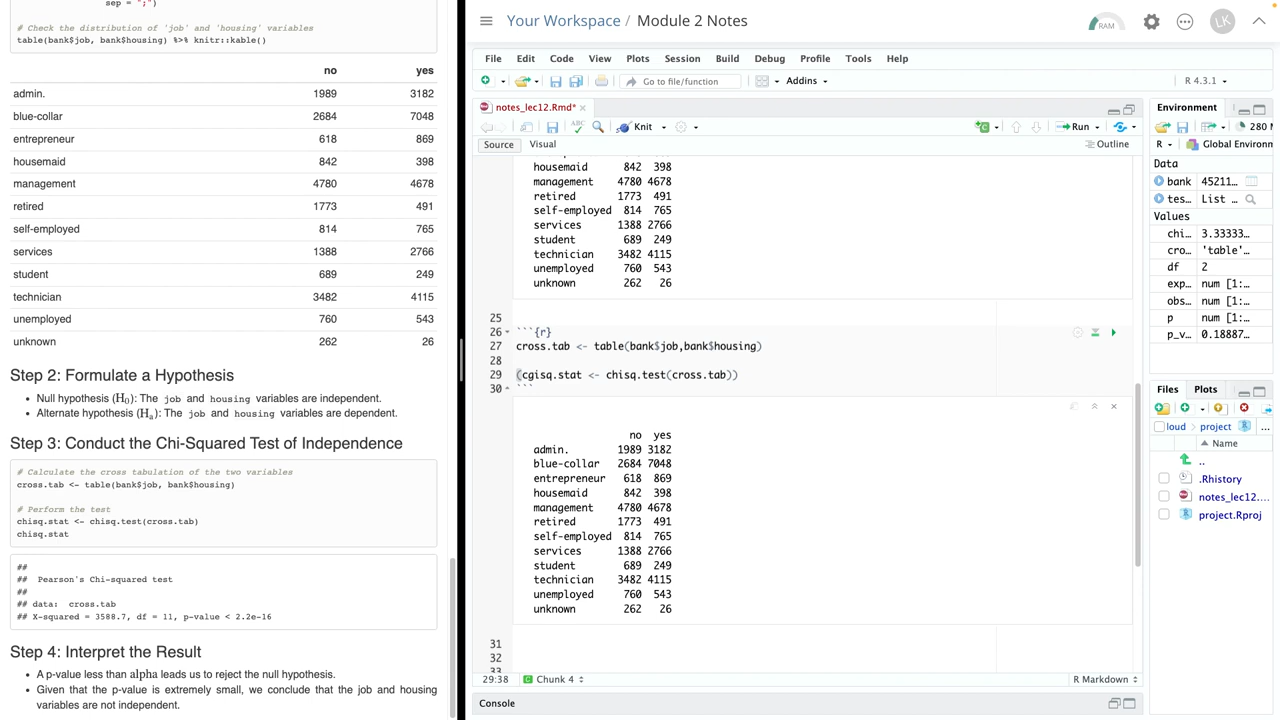 sep = ";")
# Check the distribution of 'job' and 'housing' variables
table(bank$job, bank$housing) %>% knitr::kable()
no yes
admin. 1989 3182
blue-collar 2684 7048
entrepreneur 618 869
housemaid 842 398
management 4780 4678
retired 1773 491
self-employed 814 765
services 1388 2766
student 689 249
technician 3482 4115
unemployed 760 543
unknown 262 26
Step 2: Formulate a Hypothesis
• Null hypothesis (H0): The job and housing variables are independent.
• Alternate hypothesis (Ha): The job and housing variables are dependent.
Step 3: Conduct the Chi-Squared Test of Independence
# Calculate the cross tabulation of the two variables
cross.tab <- table(bank$job, bank$housing)
# Perform the test
chisq.stat <- chisq.test(cross.tab)
chisq.stat
##
## Pearson's Chi-squared test
##
## data: cross.tab
## X-squared = 3588.7, df = 11, p-value < 2.2e-16
Step 4: Interpret the Result
• A p-value less than alpha leads us to reject the null hypothesis.
• Given that the p-value is extremely small, we conclude that the job and housing
variables are not independent.
Your Workspace / Module 2 Notes
RAM
LK
File Edit Code View Plots Session Build Debug Profile Tools Help
Go to file/function
Addins
R 4.3.1
notes_lec12.Rmd*
ABC
Knit
Run
Source Visual
Outline
housemaid 842 398
management 4780 4678
retired 1773 491
self-employed 814 765
services 1388 2766
student 689 249
technician 3482 4115
unemployed 760 543
unknown 262 26
25
26 ```{r}
27 cross.tab <- table(bank$job,bank$housing)
28
29 (cgisq.stat <- chisq.test(cross.tab))
30 ```
no yes
admin. 1989 3182
blue-collar 2684 7048
entrepreneur 618 869
housemaid 842 398
management 4780 4678
retired 1773 491
self-employed 814 765
services 1388 2766
student 689 249
technician 3482 4115
unemployed 760 543
unknown 262 26
31
32
33
29:38 Chunk 4 R Markdown
Console
Environment
280
R Global Environm
Data
bank 45211…
tes… List …
Values
chi… 3.33333…
cro… 'table'…
df 2
exp… num [1:…
obs… num [1:…
p num [1:…
p_v… 0.18887…
Files Plots
loud project ...
Name
..
.Rhistory
notes_lec12.…
project.Rproj